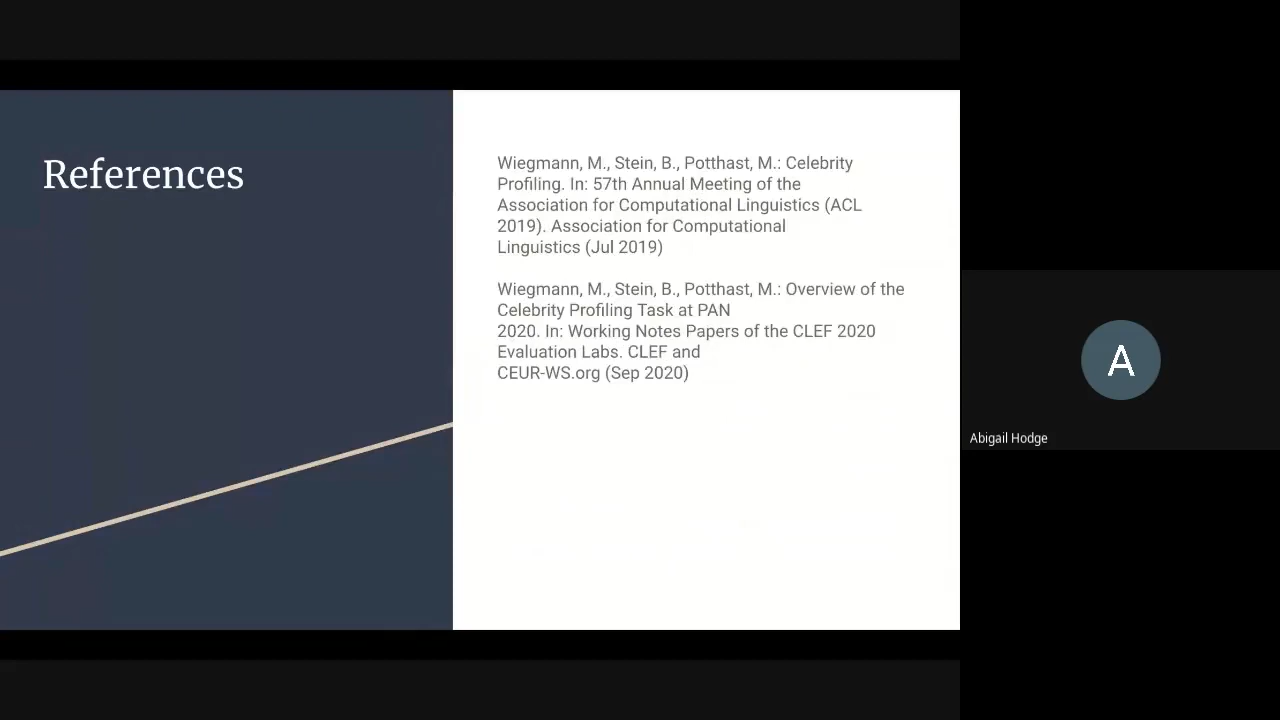 References
Wiegmann, M., Stein, B., Potthast, M.: Celebrity
Profiling. In: 57th Annual Meeting of the
Association for Computational Linguistics (ACL
2019). Association for Computational
Linguistics (Jul 2019)
Wiegmann, M., Stein, B., Potthast, M.: Overview of the
Celebrity Profiling Task at PAN
2020. In: Working Notes Papers of the CLEF 2020
Evaluation Labs. CLEF and
CEUR-WS.org (Sep 2020)
A
Abigail Hodge